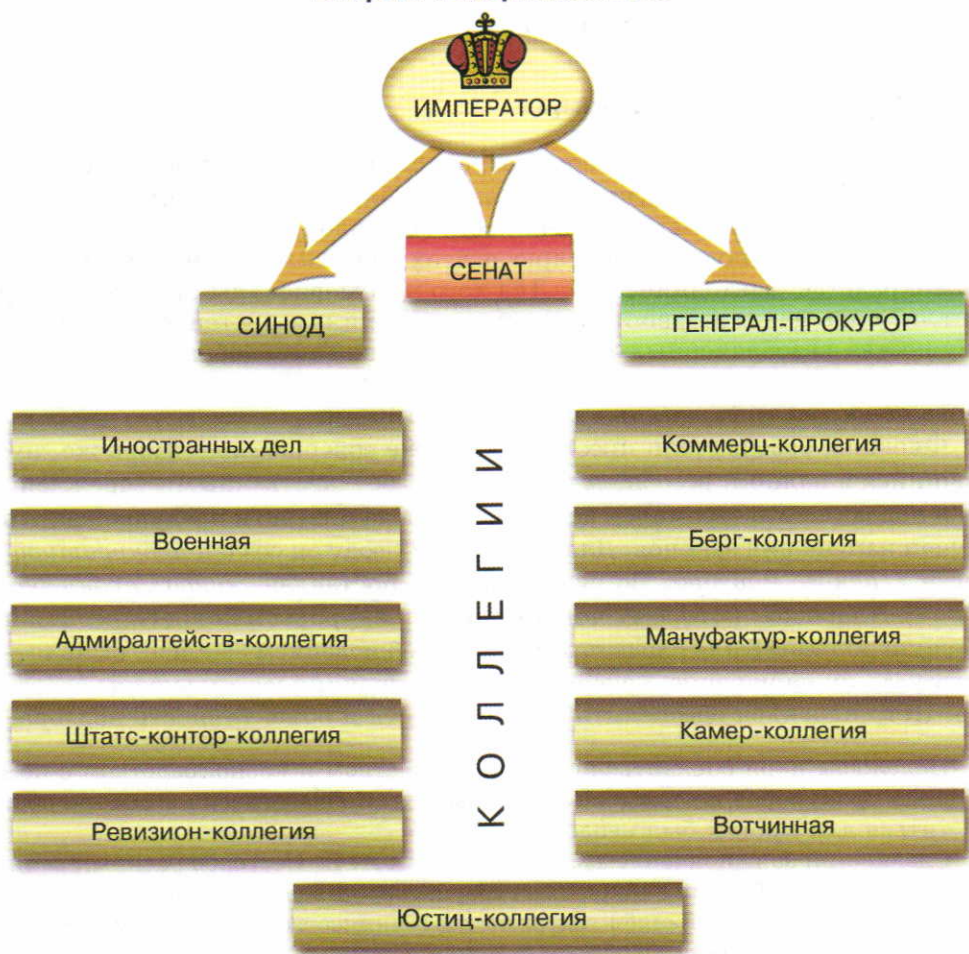 ИМПЕРАТОР
СЕНАТ
СИНОД
ГЕНЕРАЛ-ПРОКУРОР
КОЛЛЕГИИ
Иностранных дел
Коммерц-коллегия
Военная
Берг-коллегия
Адмиралтейств-коллегия
Мануфактур-коллегия
Штатс-контор-коллегия
Камер-коллегия
Ревизион-коллегия
Вотчинная
Юстиц-коллегия